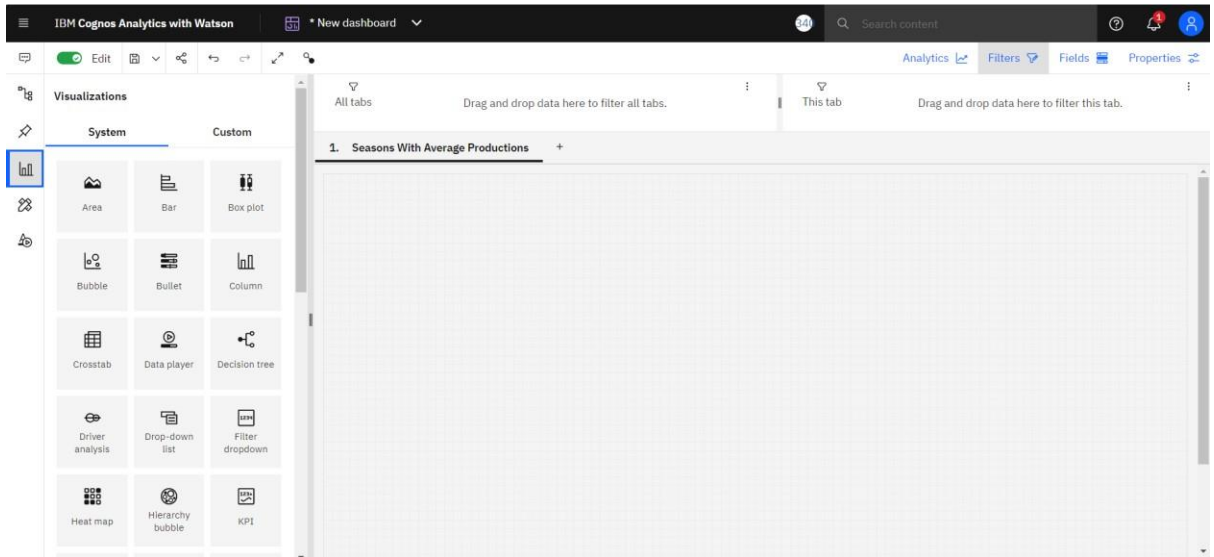 IBM Cognos Analytics with Watson
* New dashboard
Search content
1
Edit
Analytics
Filters
Fields
Properties
Visualizations
System
Custom
All tabs
Drag and drop data here to filter all tabs.
This tab
Drag and drop data here to filter this tab.
1. Seasons With Average Productions +
Area
Bar
Box plot
Bubble
Bullet
Column
Crosstab
Data player
Decision tree
Driver
analysis
Drop-down
list
Filter
dropdown
Heat map
Hierarchy
bubble
KPI